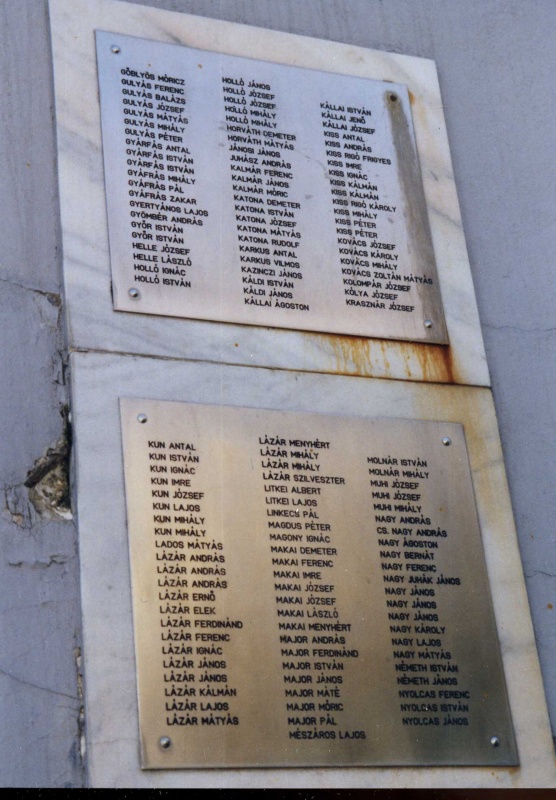 GÖBLYÖS MÓRICZ
GULYÁS FERENC
GULYÁS BALÁZS
GULYÁS JÓZSEF
GULYÁS MÁTYÁS
GULYÁS MIHÁLY
GULYÁS PÉTER
GYÁRFÁS ANTAL
GYÁRFÁS ISTVÁN
GYÁRFÁS ISTVÁN
GYÁFRÁS MIHÁLY
GYÁFRÁS PÁL
GYÁFRÁS ZAKAR
GYERTYÁNOS LAJOS
GYÖMBÉR ANDRÁS
GYŐR ISTVÁN
GYŐR ISTVÁN
HELLE JÓZSEF
HELLE LÁSZLÓ
HOLLÓ IGNÁC
HOLLÓ ISTVÁN
HOLLÓ JÁNOS
HOLLÓ JÓZSEF
HOLLÓ JÓZSEF
HOLLÓ MIHÁLY
HOLLÓ MIHÁLY
HORVÁTH DEMETER
HORVÁTH MÁTYÁS
JÁNOSI JÁNOS
JUHÁSZ ANDRÁS
KALMÁR FERENC
KALMÁR JÁNOS
KALMÁR MÓRIC
KATONA DEMETER
KATONA ISTVÁN
KATONA JÓZSEF
KATONA MÁTYÁS
KATONA RUDOLF
KARKUS ANTAL
KARKUS VILMOS
KAZINCZI JÁNOS
KÁLDI ISTVÁN
KÁLDI JÁNOS
KÁLLAI ÁGOSTON
KÁLLAI ISTVÁN
KÁLLAI JENŐ
KÁLLAI JÓZSEF
KISS ANTAL
KISS ANDRÁS
KISS RIGÓ FRIGYES
KISS IMRE
KISS IGNÁC
KISS KÁLMÁN
KISS KÁLMÁN
KISS RIGÓ KÁROLY
KISS MIHÁLY
KISS PÉTER
KISS PÉTER
KOVÁCS JÓZSEF
KOVÁCS KÁROLY
KOVÁCS MIHÁLY
KOVÁCS ZOLTÁN MÁTYÁS
KOLOMPÁR JÓZSEF
KÓLYA JÓZSEF
KRASZNÁR JÓZSEF
KUN ANTAL
KUN ISTVÁN
KUN IGNÁC
KUN IMRE
KUN JÓZSEF
KUN LAJOS
KUN MIHÁLY
KUN MIHÁLY
LADOS MÁTYÁS
LÁZÁR ANDRÁS
LÁZÁR ANDRÁS
LÁZÁR ANDRÁS
LÁZÁR ERNŐ
LÁZÁR ELEK
LÁZÁR FERDINÁND
LÁZÁR FERENC
LÁZÁR IGNÁC
LÁZÁR JÁNOS
LÁZÁR JÁNOS
LÁZÁR KÁLMÁN
LÁZÁR LAJOS
LÁZÁR MÁTYÁS
LÁZÁR MENYHÉRT
LÁZÁR MIHÁLY
LÁZÁR MIHÁLY
LÁZÁR SZILVESZTER
LITKEI ALBERT
LITKEI LAJOS
LINKECS PÁL
MAGDUS PÉTER
MAGONY IGNÁC
MAKAI DEMETER
MAKAI FERENC
MAKAI IMRE
MAKAI JÓZSEF
MAKAI JÓZSEF
MAKAI LÁSZLÓ
MAKAI MENYHÉRT
MAJOR ANDRÁS
MAJOR FERDINÁND
MAJOR ISTVÁN
MAJOR JÁNOS
MAJOR MÁTÉ
MAJOR MÓRIC
MAJOR PÁL
MÉSZÁROS LAJOS
MOLNÁR ISTVÁN
MOLNÁR MIHÁLY
MUHI JÓZSEF
MUHI JÓZSEF
MUHI MIHÁLY
NAGY ANDRÁS
CS. NAGY ANDRÁS
NAGY ÁGOSTON
NAGY BERNÁT
NAGY FERENC
NAGY JUHÁK JÁNOS
NAGY JÁNOS
NAGY JÁNOS
NAGY JÁNOS
NAGY KÁROLY
NAGY LAJOS
NAGY MÁTYÁS
NÉMETH ISTVÁN
NÉMETH JÁNOS
NYOLCAS FERENC
NYOLCAS ISTVÁN
NYOLCAS JÁNOS